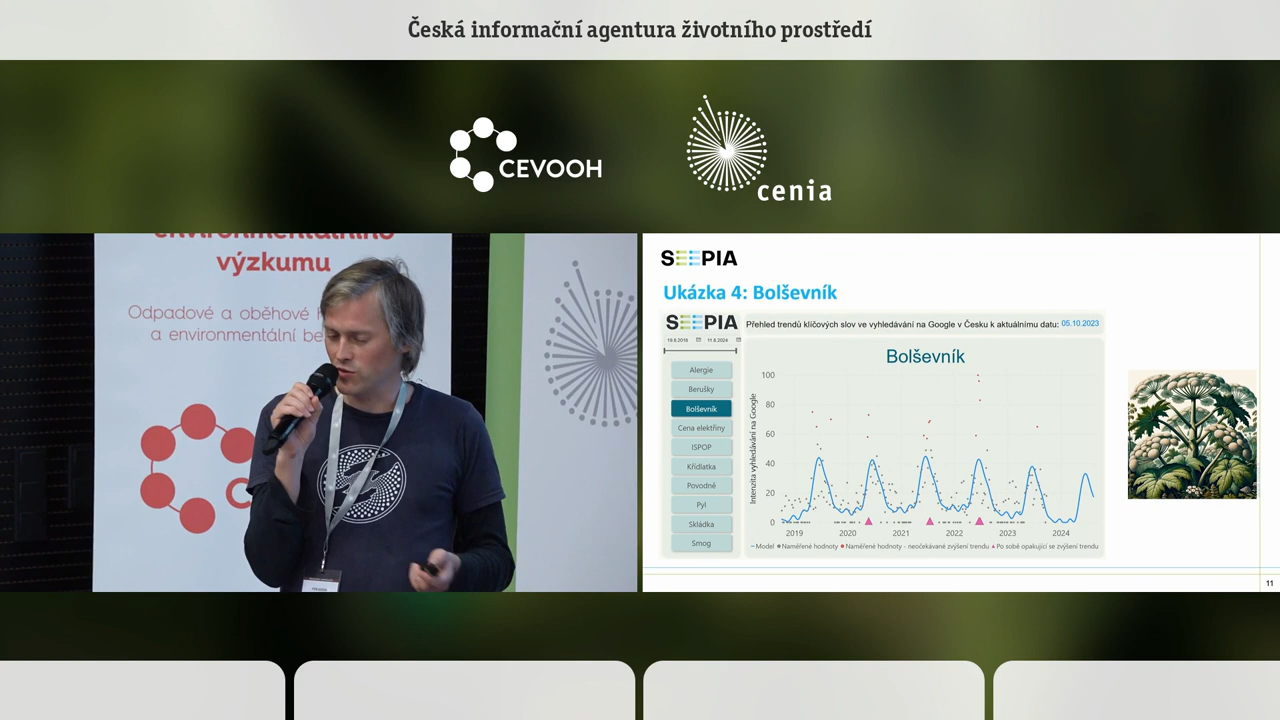 Česká informační agentura životního prostředí
CEVOOH
cenia
environmentálního
výzkumu
Odpadové a oběhové
a environmentální be
C
SEEPIA
Ukázka 4: Bolševník
SEEPIA
Přehled trendů klíčových slov ve vyhledávání na Google v Česku k aktuálnímu datu: 05.10.2023
Alergie
Berušky
Bolševník
Cena elektřiny
ISPOP
Křídlatka
Povodně
Pyl
Skládka
Smog
Bolševník
Intenzita vyhledávání na Google
100
80
60
40
20
0
2019 2020 2021 2022 2023 2024
Model Naměřené hodnoty Naměřené hodnoty - neočekávané zvýšení trendu Po sobě opakující se zvýšení trendu
11